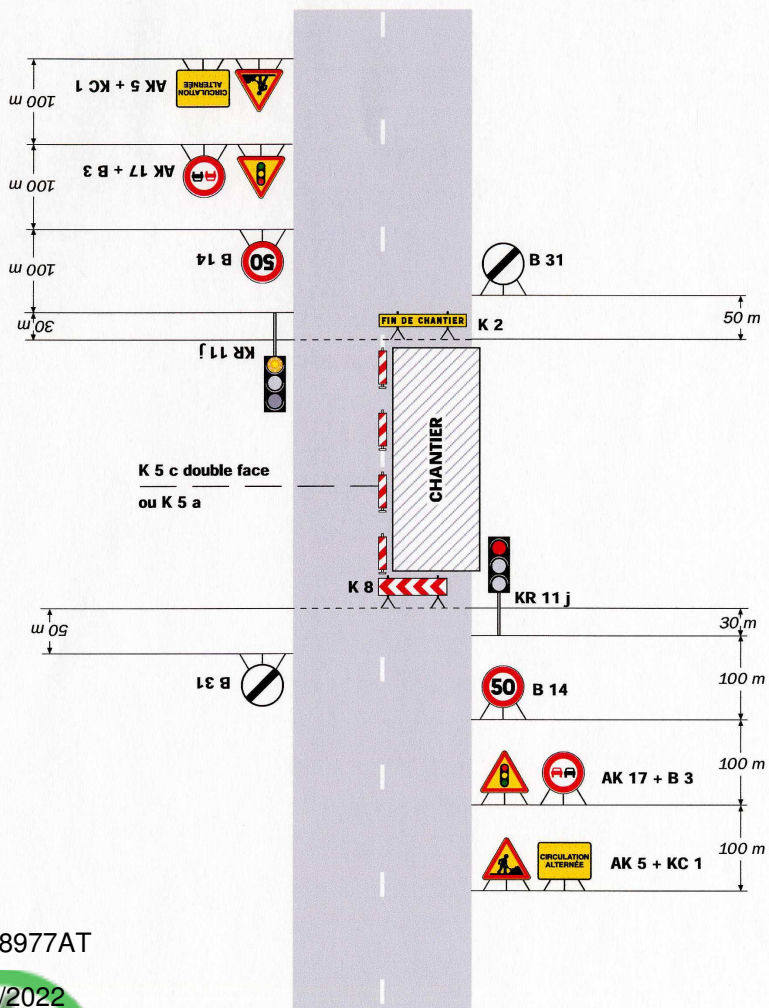 AK 5 + KC 1
CIRCULATION
ALTERNÉE
100 m
AK 17 + B 3
100 m
B 14
50
100 m
B 31
30 m
KR 11 j
FIN DE CHANTIER
K 2
50 m
CHANTIER
K 5 c double face
ou K 5 a
K 8
KR 11 j
50 m
30 m
B 31
50
B 14
100 m
AK 17 + B 3
100 m
CIRCULATION
ALTERNÉE
AK 5 + KC 1
100 m
8977AT
/2022